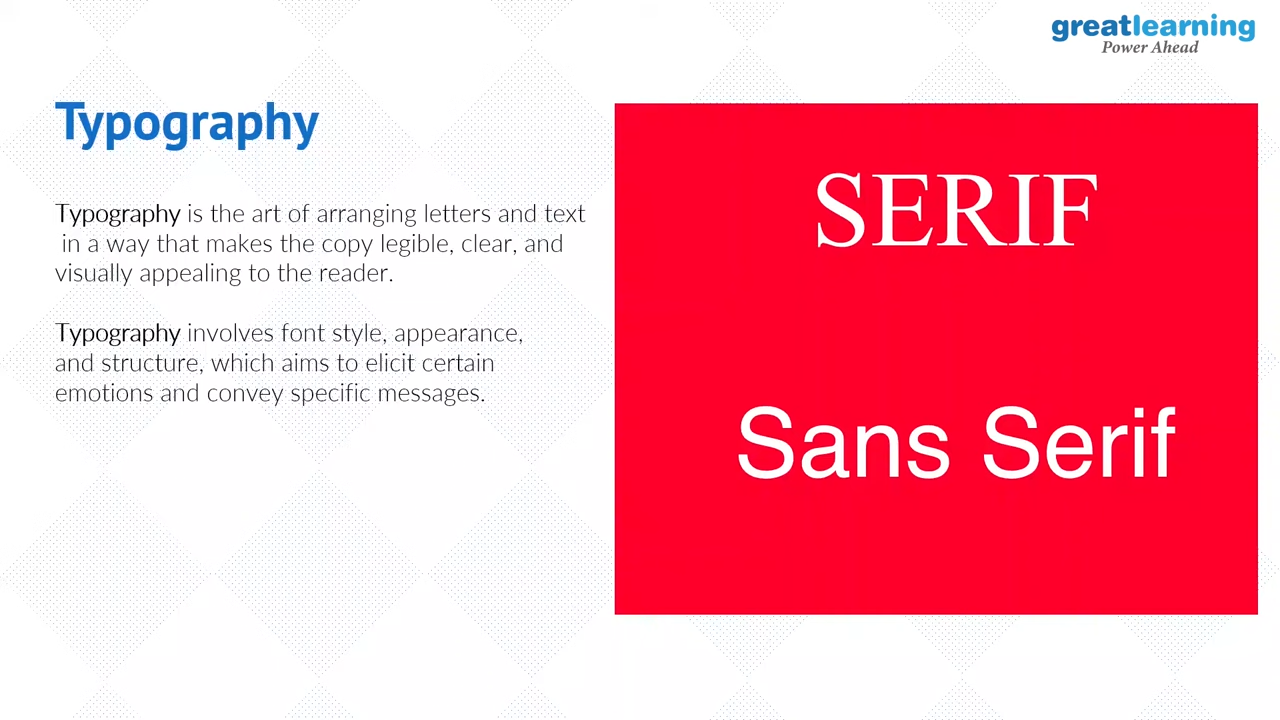 greatlearning
Power Ahead
Typography
Typography is the art of arranging letters and text
in a way that makes the copy legible, clear, and
visually appealing to the reader.
Typography involves font style, appearance,
and structure, which aims to elicit certain
emotions and convey specific messages.
SERIF
Sans Serif